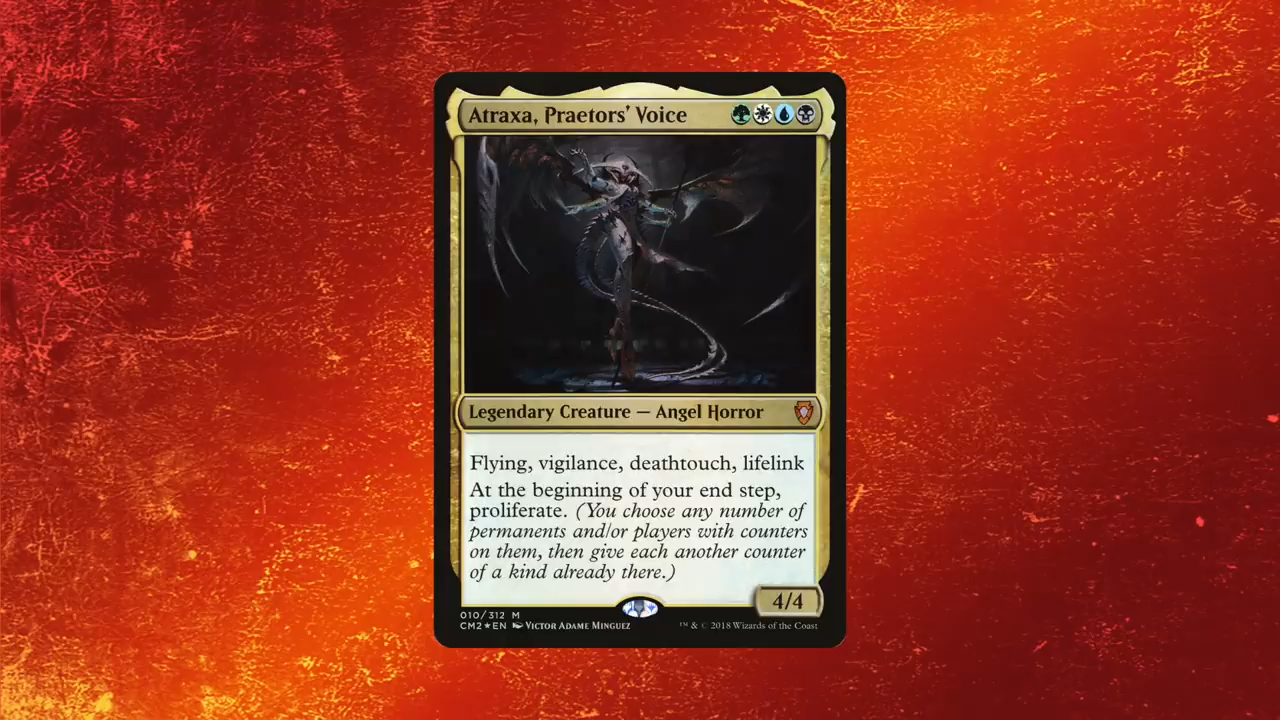 Atraxa, Praetors' Voice
Legendary Creature — Angel Horror
Flying, vigilance, deathtouch, lifelink
At the beginning of your end step,
proliferate. (You choose any number of
permanents and/or players with counters
on them, then give each another counter
of a kind already there.)
4/4
010/312 M
CM2★EN Victor Adame Minguez
™ & © 2018 Wizards of the Coast